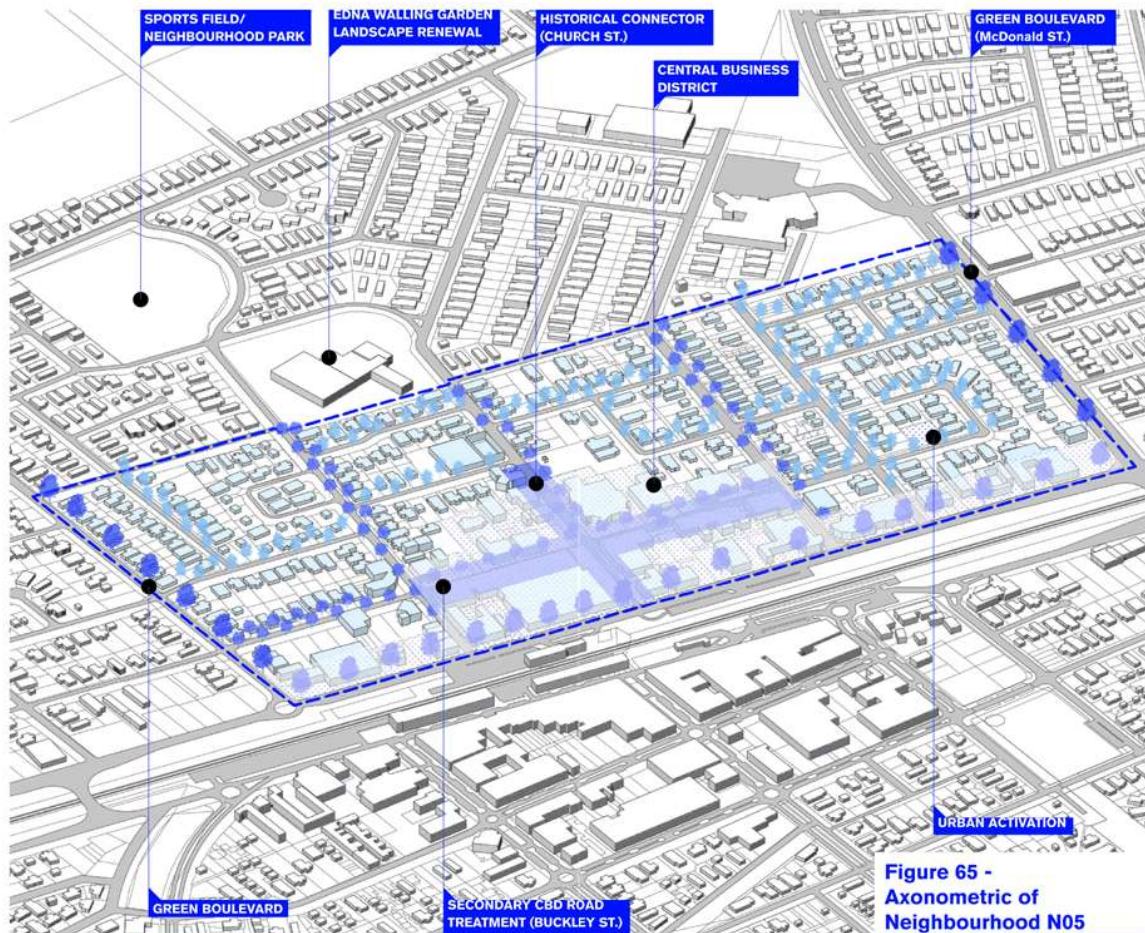 SPORTS FIELD/
NEIGHBOURHOOD PARK
EDNA WALLING GARDEN
LANDSCAPE RENEWAL
HISTORICAL CONNECTOR
(CHURCH ST.)
CENTRAL BUSINESS
DISTRICT
GREEN BOULEVARD
(McDonald ST.)
GREEN BOULEVARD
SECONDARY CBD ROAD
TREATMENT (BUCKLEY ST.)
URBAN ACTIVATION
Figure 65 -
Axonometric of
Neighbourhood N05